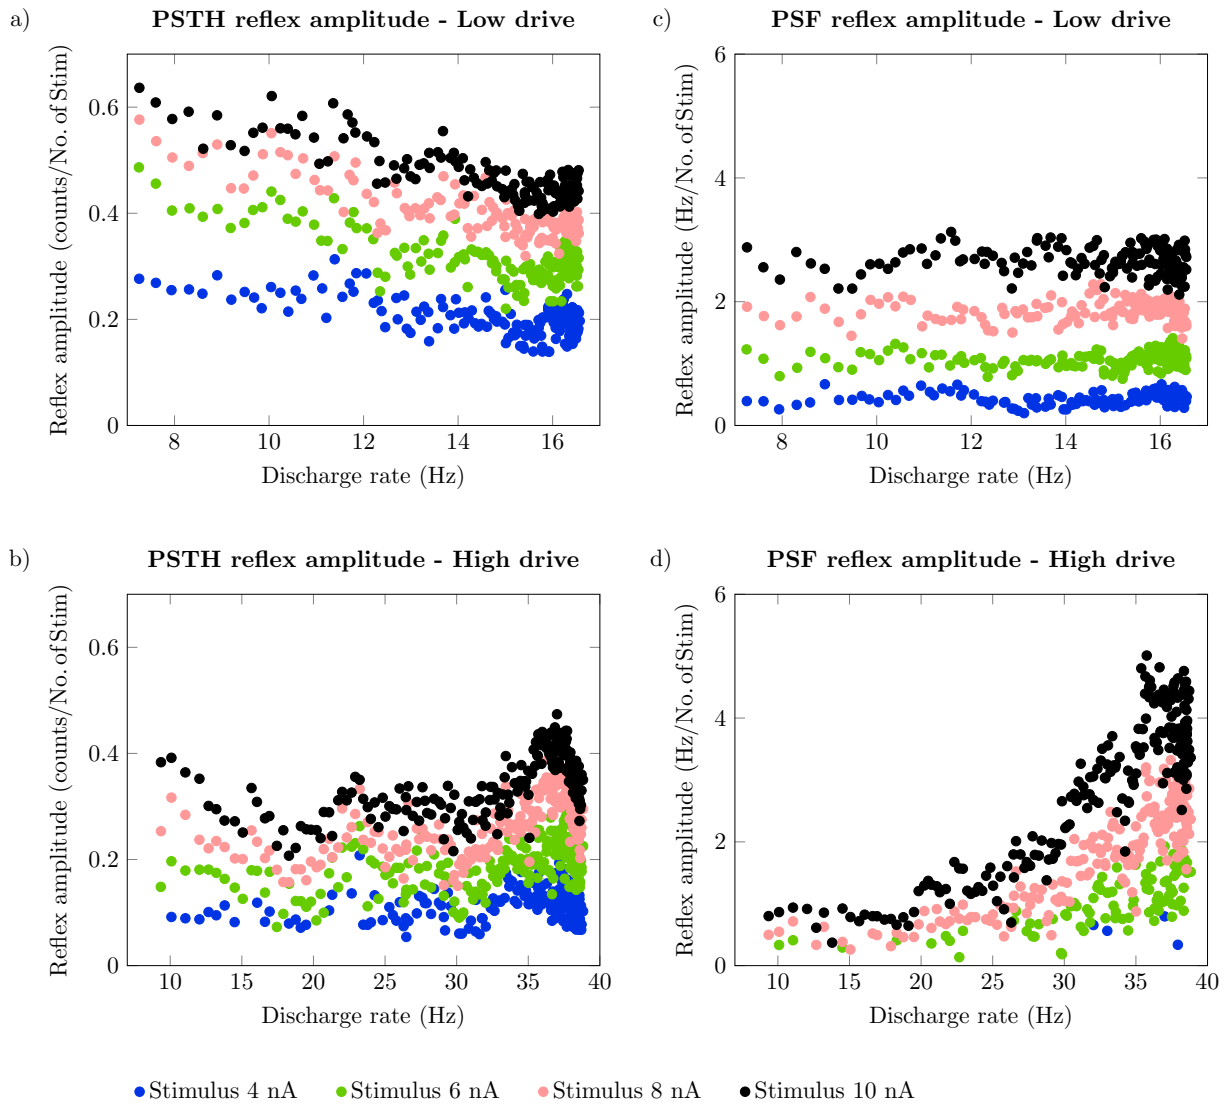 a) PSTH reflex amplitude - Low drive
Reflex amplitude (counts/No. of Stim)
0.6
0.4
0.2
0
8 10 12 14 16
Discharge rate (Hz)
c) PSF reflex amplitude - Low drive
Reflex amplitude (Hz/No. of Stim)
6
4
2
0
8 10 12 14 16
Discharge rate (Hz)
b) PSTH reflex amplitude - High drive
Reflex amplitude (counts/No. of Stim)
0.6
0.4
0.2
0
10 15 20 25 30 35 40
Discharge rate (Hz)
d) PSF reflex amplitude - High drive
Reflex amplitude (Hz/No. of Stim)
6
4
2
0
10 15 20 25 30 35 40
Discharge rate (Hz)
Stimulus 4 nA Stimulus 6 nA Stimulus 8 nA Stimulus 10 nA